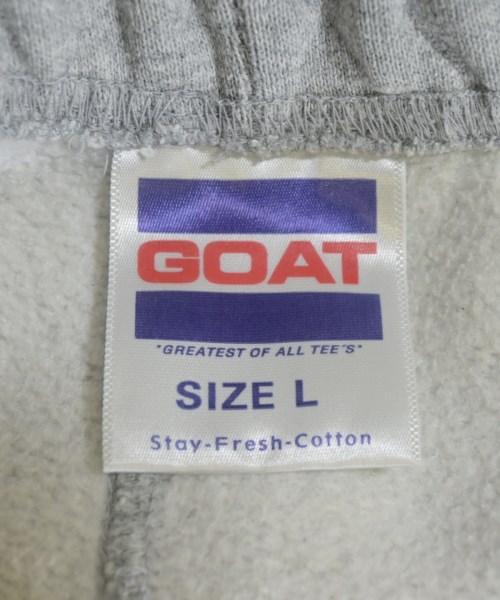 GOAT
"GREATEST OF ALL TEE'S"
SIZE L
Stay-Fresh-Cotton